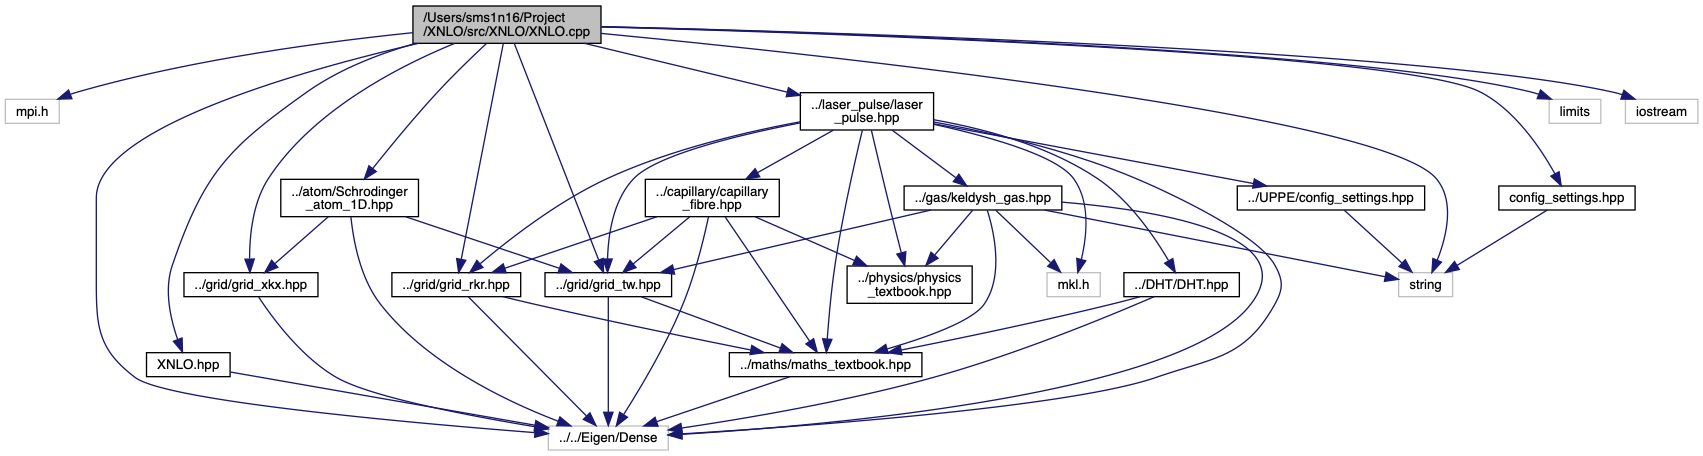 /Users/sms1n16/Project
/XNLO/src/XNLO/XNLO.cpp
mpi.h
../laser_pulse/laser
_pulse.hpp
limits
iostream
../atom/Schrodinger
_atom_1D.hpp
../capillary/capillary
_fibre.hpp
../gas/keldysh_gas.hpp
../UPPE/config_settings.hpp
config_settings.hpp
../grid/grid_xkx.hpp
../grid/grid_rkr.hpp
../grid/grid_tw.hpp
../physics/physics
_textbook.hpp
mkl.h
../DHT/DHT.hpp
string
XNLO.hpp
../maths/maths_textbook.hpp
../../Eigen/Dense